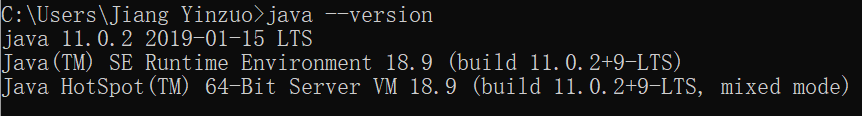 C:\Users\Jiang Yinzuo>java --version
java 11.0.2 2019-01-15 LTS
Java(TM) SE Runtime Environment 18.9 (build 11.0.2+9-LTS)
Java HotSpot(TM) 64-Bit Server VM 18.9 (build 11.0.2+9-LTS, mixed mode)